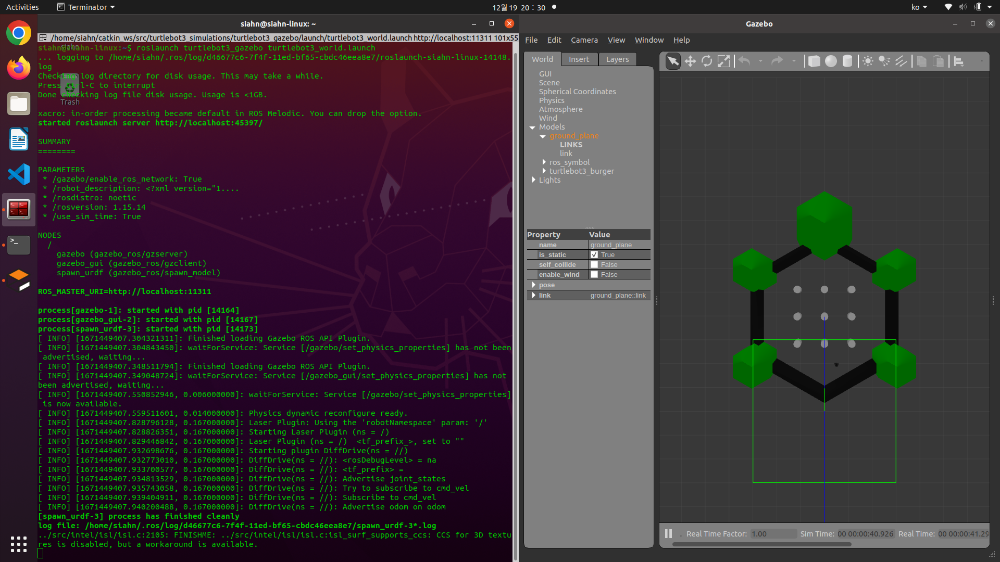 Activities
Terminator
12월 19 20 : 30
ko
siahn@siahn-linux: ~
/home/siahn/catkin_ws/src/turtlebot3_simulations/turtlebot3_gazebo/launch/turtlebot3_world.launch http://localhost:11311 101x55
siahn@siahn-linux:~$ roslaunch turtlebot3_gazebo turtlebot3_world.launch
... logging to /home/siahn/.ros/log/d46677c6-7f4f-11ed-bf65-cbdc46eea8e7/roslaunch-siahn-linux-14148.
log
Checking log directory for disk usage. This may take a while.
Press Ctrl-C to interrupt
Done checking log file disk usage. Usage is <1GB.
siahn
Trash
xacro: in-order processing became default in ROS Melodic. You can drop the option.
started roslaunch server http://localhost:45397/
SUMMARY
========
PARAMETERS
* /gazebo/enable_ros_network: True
* /robot_description: <?xml version="1....
* /rosdistro: noetic
* /rosversion: 1.15.14
* /use_sim_time: True
NODES
/
gazebo (gazebo_ros/gzserver)
gazebo_gui (gazebo_ros/gzclient)
spawn_urdf (gazebo_ros/spawn_model)
ROS_MASTER_URI=http://localhost:11311
process[gazebo-1]: started with pid [14164]
process[gazebo_gui-2]: started with pid [14167]
process[spawn_urdf-3]: started with pid [14173]
[ INFO] [1671449407.304321311]: Finished loading Gazebo ROS API Plugin.
[ INFO] [1671449407.304843450]: waitForService: Service [/gazebo/set_physics_properties] has not been
advertised, waiting...
[ INFO] [1671449407.348511794]: Finished loading Gazebo ROS API Plugin.
[ INFO] [1671449407.349048724]: waitForService: Service [/gazebo_gui/set_physics_properties] has not
been advertised, waiting...
[ INFO] [1671449407.550852946, 0.006000000]: waitForService: Service [/gazebo/set_physics_properties]
is now available.
[ INFO] [1671449407.559511601, 0.014000000]: Physics dynamic reconfigure ready.
[ INFO] [1671449407.828796128, 0.167000000]: Laser Plugin: Using the 'robotNamespace' param: '/'
[ INFO] [1671449407.828826351, 0.167000000]: Starting Laser Plugin (ns = /)
[ INFO] [1671449407.829446842, 0.167000000]: Laser Plugin (ns = /)  <tf_prefix_>, set to ""
[ INFO] [1671449407.932698676, 0.167000000]: Starting plugin DiffDrive(ns = //)
[ INFO] [1671449407.932773010, 0.167000000]: DiffDrive(ns = //): <rosDebugLevel> = na
[ INFO] [1671449407.933700577, 0.167000000]: DiffDrive(ns = //): <tf_prefix> =
[ INFO] [1671449407.934813529, 0.167000000]: DiffDrive(ns = //): Advertise joint_states
[ INFO] [1671449407.935743058, 0.167000000]: DiffDrive(ns = //): Try to subscribe to cmd_vel
[ INFO] [1671449407.939404911, 0.167000000]: DiffDrive(ns = //): Subscribe to cmd_vel
[ INFO] [1671449407.940200488, 0.167000000]: DiffDrive(ns = //): Advertise odom on odom
[spawn_urdf-3] process has finished cleanly
log file: /home/siahn/.ros/log/d46677c6-7f4f-11ed-bf65-cbdc46eea8e7/spawn_urdf-3*.log
../src/intel/isl/isl.c:2105: FINISHME: ../src/intel/isl/isl.c:isl_surf_supports_ccs: CCS for 3D textu
res is disabled, but a workaround is available.
Gazebo
File Edit Camera View Window Help
World Insert Layers
GUI
Scene
Spherical Coordinates
Physics
Atmosphere
Wind
Models
ground_plane
LINKS
link
ros_symbol
turtlebot3_burger
Lights
Property Value
name ground_plane
is_static True
self_collide False
enable_wind False
pose
link ground_plane::link
Real Time Factor: 1.00 Sim Time: 00 00:00:40.926 Real Time: 00 00:00:41.29